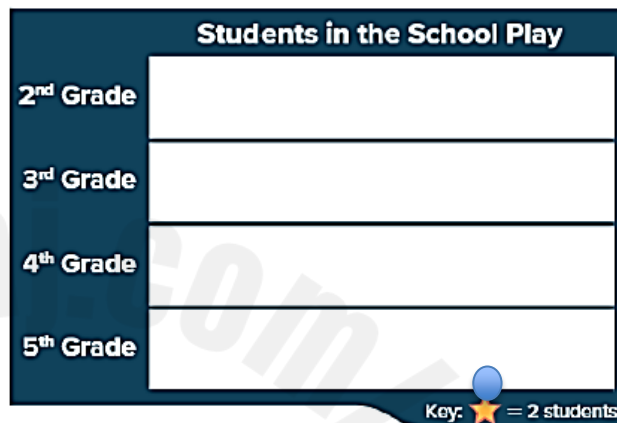 Students in the School Play
2nd Grade
3rd Grade
4th Grade
5th Grade
Key: = 2 students